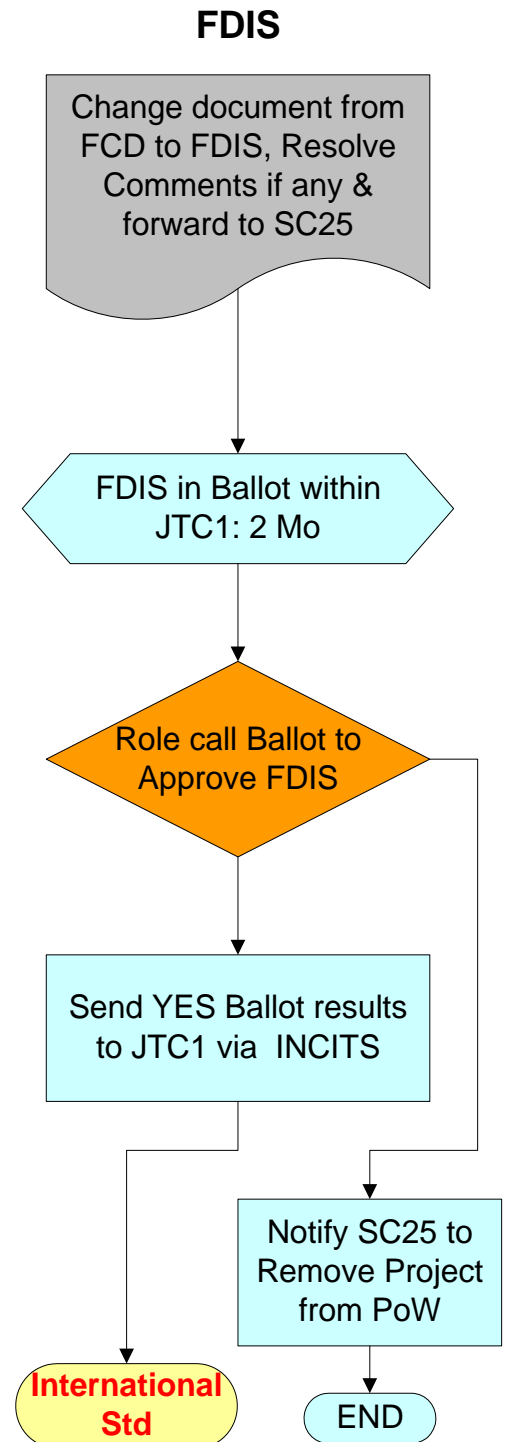 FDIS
Change document from
FCD to FDIS, Resolve
Comments if any &
forward to SC25
FDIS in Ballot within
JTC1: 2 Mo
Role call Ballot to
Approve FDIS
Send YES Ballot results
to JTC1 via  INCITS
Notify SC25 to
Remove Project
from PoW
International
Std
END